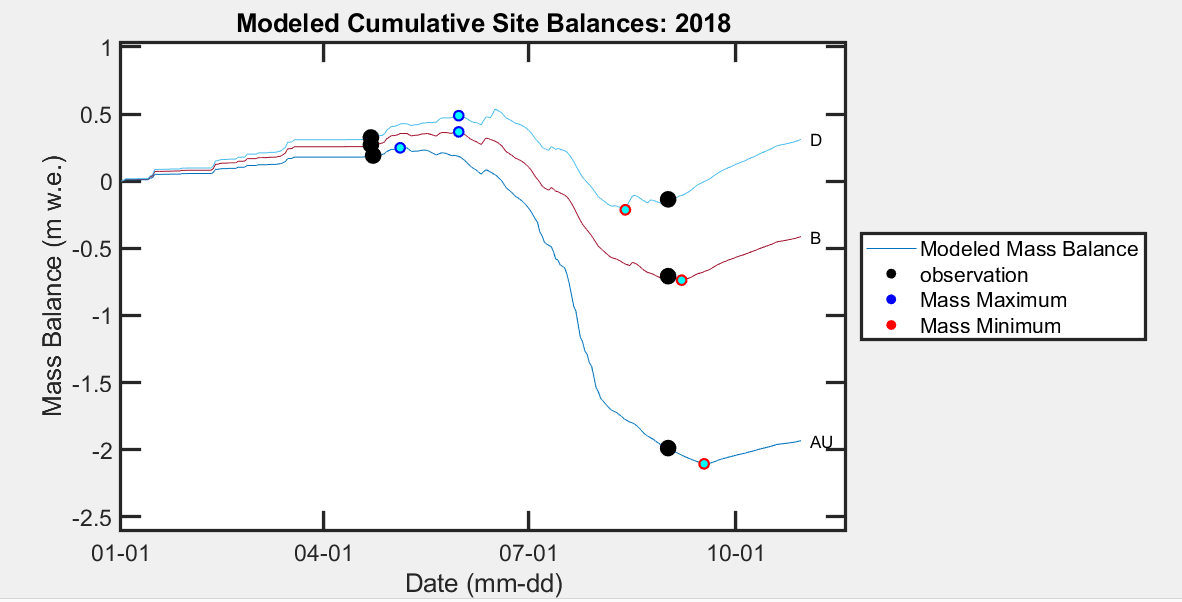 Modeled Cumulative Site Balances: 2018
1
0.5
0
-0.5
-1
-1.5
-2
-2.5
Mass Balance (m w.e.)
D
B
AU
01-01
04-01
07-01
10-01
Date (mm-dd)
Modeled Mass Balance
observation
Mass Maximum
Mass Minimum